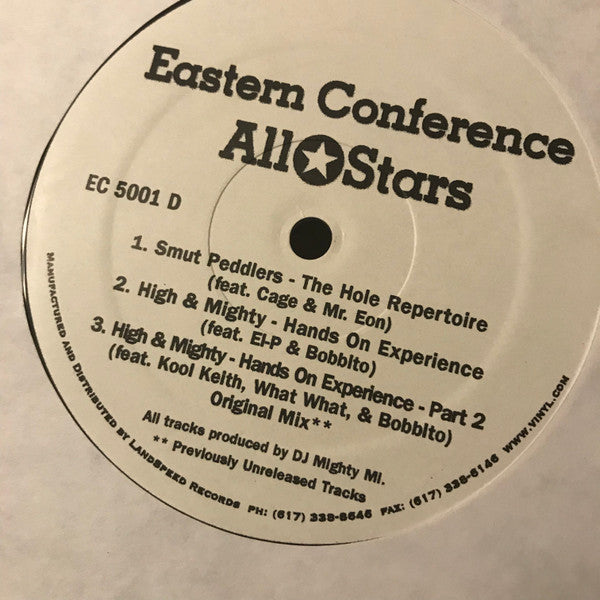 Eastern Conference
All★Stars
EC 5001 D
1. Smut Peddlers - The Hole Repertoire
(feat. Cage & Mr. Eon)
2. High & Mighty - Hands On Experience
(feat. El-P & Bobbito)
3. High & Mighty - Hands On Experience - Part 2
(feat. Kool Keith, What What, & Bobbito)
Original Mix**
All tracks produced by DJ Mighty Mi.
** Previously Unreleased Tracks
Manufactured and Distributed by LandSpeed Records PH: (617) 338-8646 FAX: (617) 338-6146 www.vinyl.com